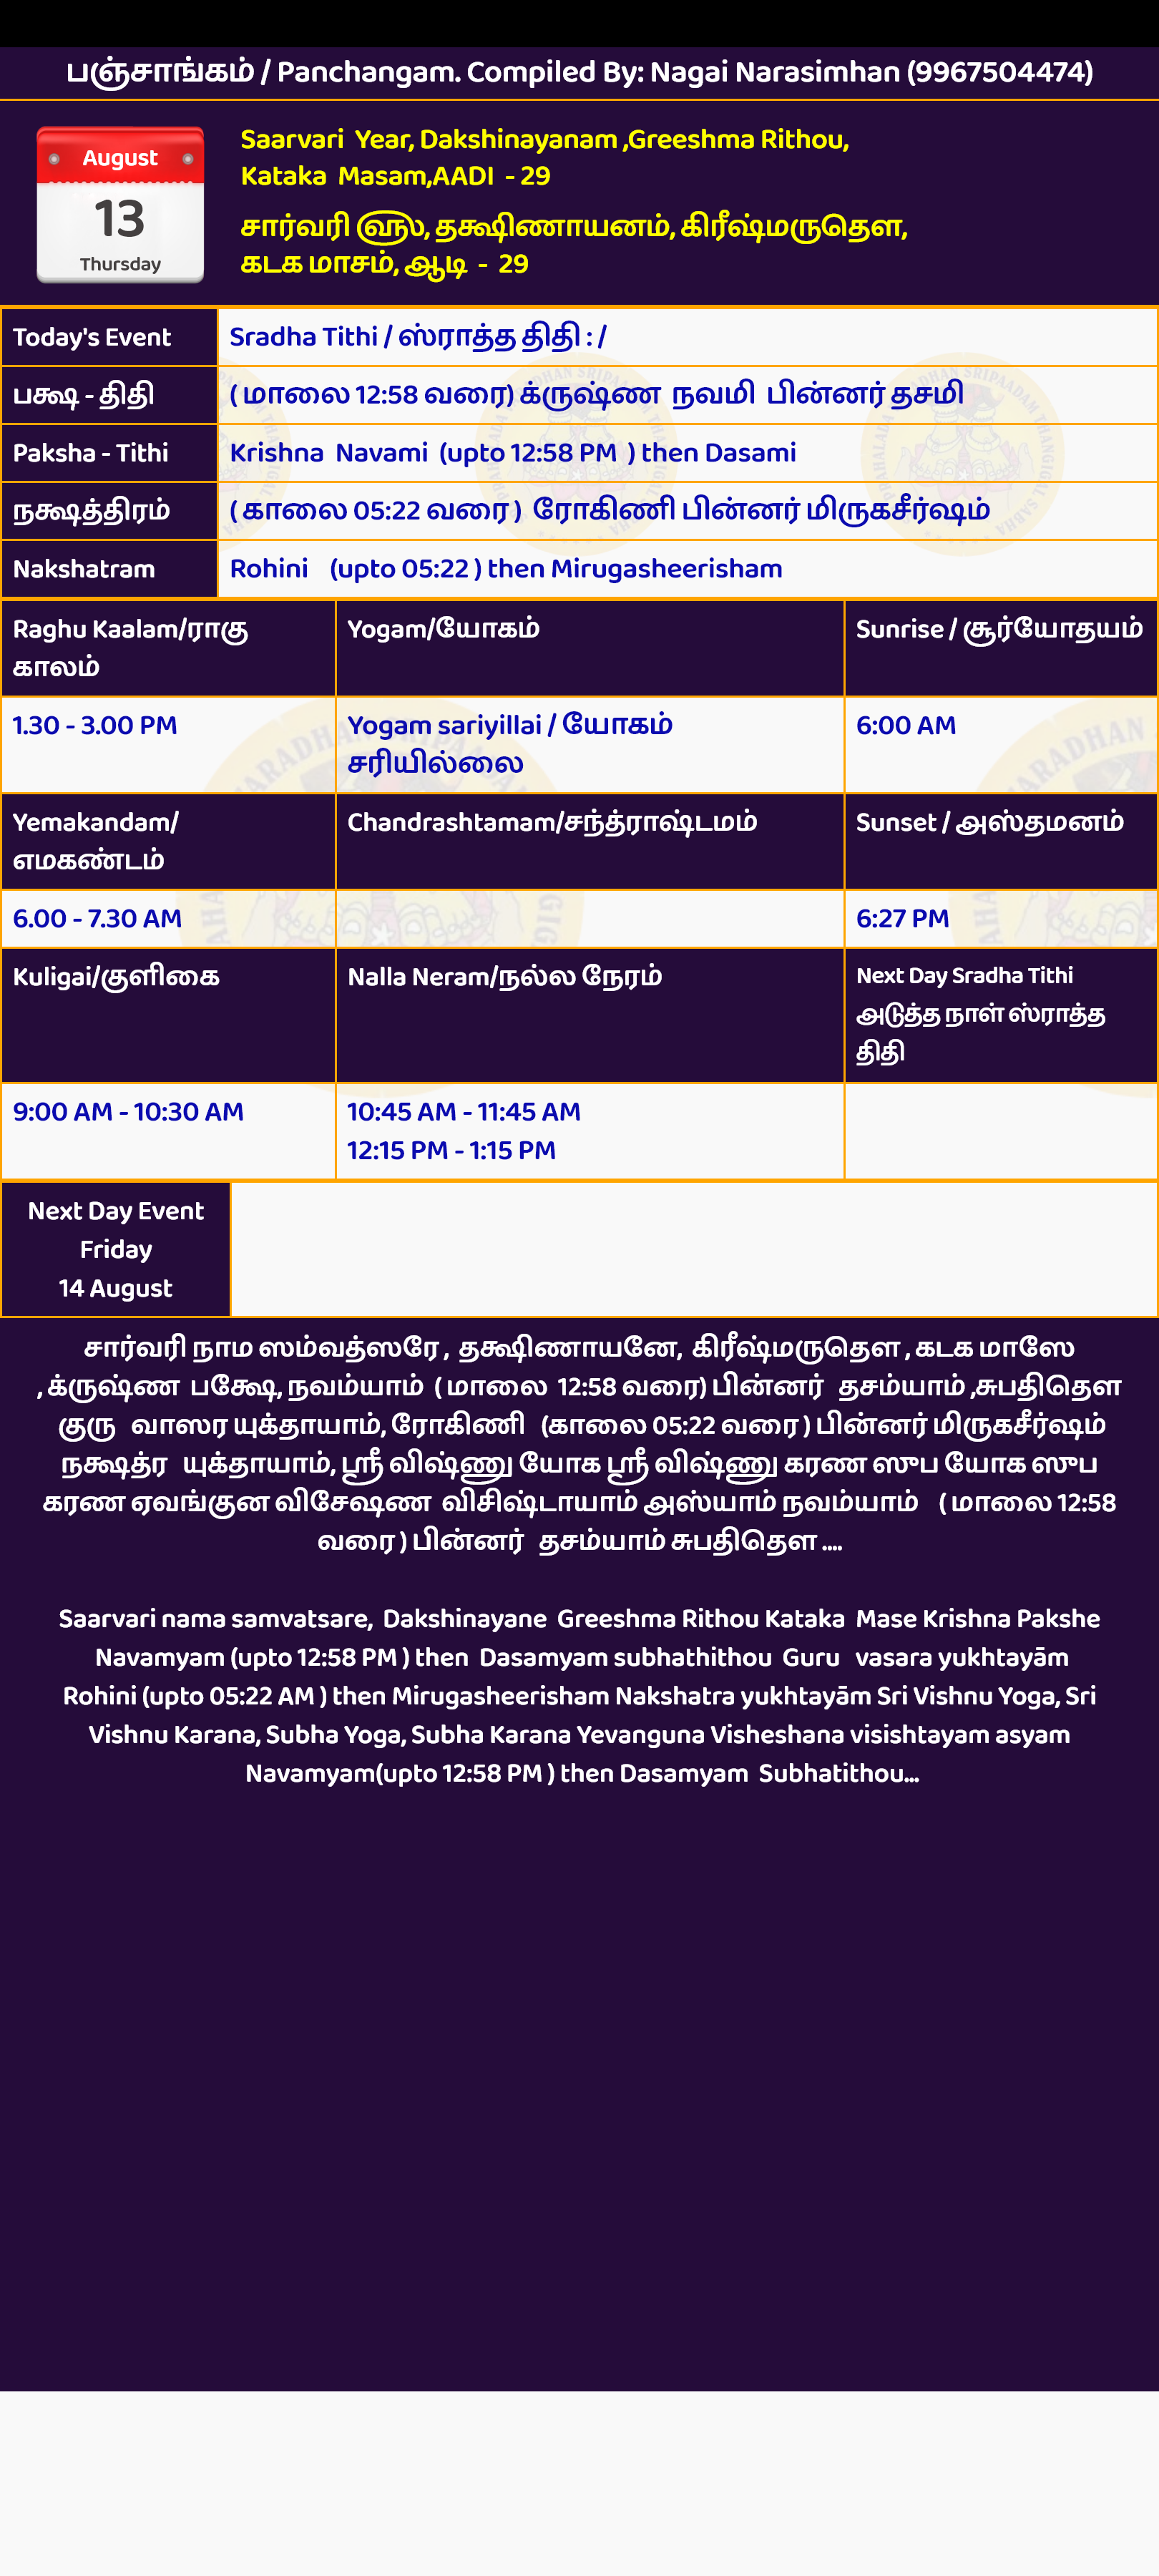 பஞ்சாங்கம் / Panchangam. Compiled By: Nagai Narasimhan (9967504474)
August
13
Thursday
Saarvari Year, Dakshinayanam ,Greeshma Rithou,
Kataka Masam,AADI - 29
சார்வரி ௵, தக்ஷிணாயனம், கிரீஷ்மருதௌ,
கடக மாசம், ஆடி - 29
Today's Event Sradha Tithi / ஸ்ராத்த திதி : /
பக்ஷ - திதி ( மாலை 12:58 வரை) க்ருஷ்ண நவமி பின்னர் தசமி
Paksha - Tithi Krishna Navami (upto 12:58 PM ) then Dasami
நக்ஷத்திரம் ( காலை 05:22 வரை ) ரோகிணி பின்னர் மிருகசீர்ஷம்
Nakshatram Rohini (upto 05:22 ) then Mirugasheerisham
Raghu Kaalam/ராகு
காலம்
Yogam/யோகம்
Sunrise / சூர்யோதயம்
1.30 - 3.00 PM
Yogam sariyillai / யோகம்
சரியில்லை
6:00 AM
Yemakandam/
எமகண்டம்
Chandrashtamam/சந்த்ராஷ்டமம்
Sunset / அஸ்தமனம்
6.00 - 7.30 AM
6:27 PM
Kuligai/குளிகை
Nalla Neram/நல்ல நேரம்
Next Day Sradha Tithi
அடுத்த நாள் ஸ்ராத்த
திதி
9:00 AM - 10:30 AM
10:45 AM - 11:45 AM
12:15 PM - 1:15 PM
Next Day Event
Friday
14 August
சார்வரி நாம ஸம்வத்ஸரே , தக்ஷிணாயனே, கிரீஷ்மருதௌ , கடக மாஸே
, க்ருஷ்ண பக்ஷே, நவம்யாம் ( மாலை 12:58 வரை) பின்னர் தசம்யாம் ,சுபதிதௌ
குரு வாஸர யுக்தாயாம், ரோகிணி (காலை 05:22 வரை ) பின்னர் மிருகசீர்ஷம்
நக்ஷத்ர யுக்தாயாம், ஸ்ரீ விஷ்ணு யோக ஸ்ரீ விஷ்ணு கரண ஸுப யோக ஸுப
கரண ஏவங்குன விசேஷண விசிஷ்டாயாம் அஸ்யாம் நவம்யாம் ( மாலை 12:58
வரை ) பின்னர் தசம்யாம் சுபதிதௌ ....
Saarvari nama samvatsare, Dakshinayane Greeshma Rithou Kataka Mase Krishna Pakshe
Navamyam (upto 12:58 PM ) then Dasamyam subhathithou Guru vasara yukhtayām
Rohini (upto 05:22 AM ) then Mirugasheerisham Nakshatra yukhtayām Sri Vishnu Yoga, Sri
Vishnu Karana, Subha Yoga, Subha Karana Yevanguna Visheshana visishtayam asyam
Navamyam(upto 12:58 PM ) then Dasamyam Subhatithou...